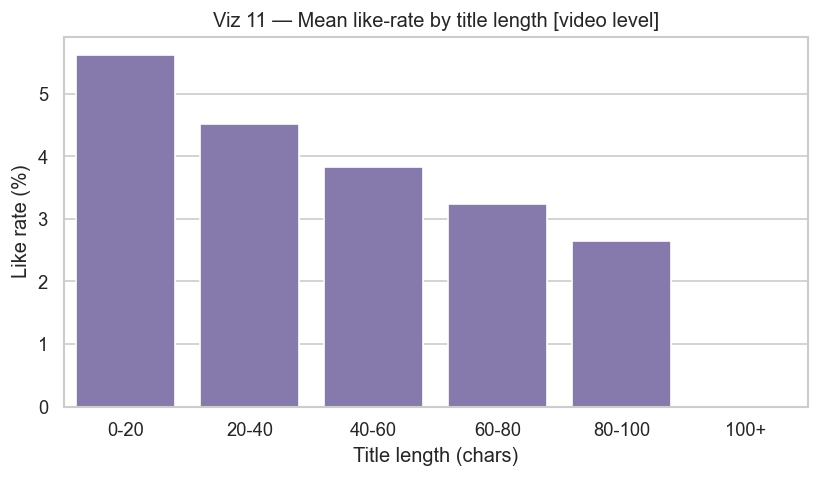 Viz 11 — Mean like-rate by title length [video level]
Like rate (%)
5
4
3
2
1
0
0-20 20-40 40-60 60-80 80-100 100+
Title length (chars)